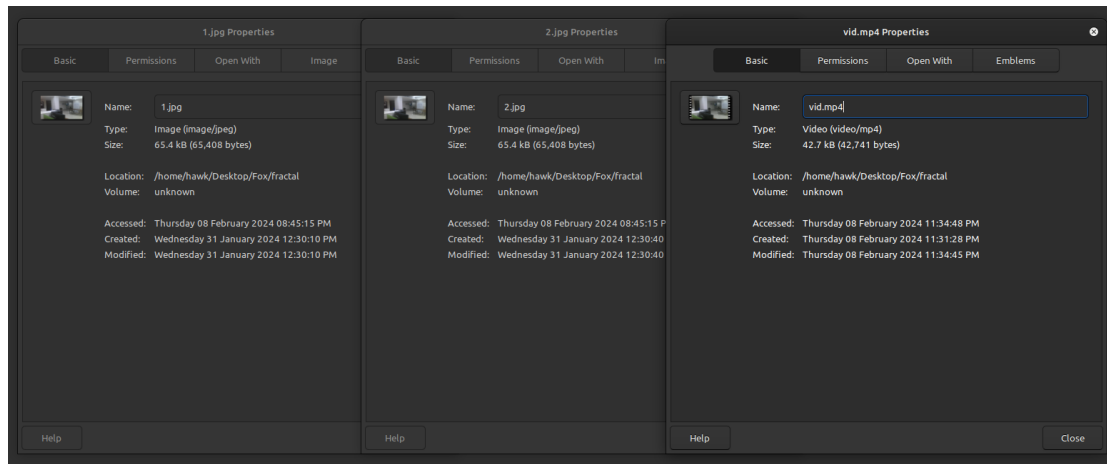 1.jpg Properties
Basic Permissions Open With Image
Name: 1.jpg
Type: Image (image/jpeg)
Size: 65.4 kB (65,408 bytes)
Location: /home/hawk/Desktop/Fox/fractal
Volume: unknown
Accessed: Thursday 08 February 2024 08:45:15 PM
Created: Wednesday 31 January 2024 12:30:10 PM
Modified: Wednesday 31 January 2024 12:30:10 PM
Help
2.jpg Properties
Basic Permissions Open With Im
Name: 2.jpg
Type: Image (image/jpeg)
Size: 65.4 kB (65,408 bytes)
Location: /home/hawk/Desktop/Fox/fractal
Volume: unknown
Accessed: Thursday 08 February 2024 08:45:15 P
Created: Wednesday 31 January 2024 12:30:40
Modified: Wednesday 31 January 2024 12:30:40
Help
vid.mp4 Properties
Basic Permissions Open With Emblems
Name: vid.mp4
Type: Video (video/mp4)
Size: 42.7 kB (42,741 bytes)
Location: /home/hawk/Desktop/Fox/fractal
Volume: unknown
Accessed: Thursday 08 February 2024 11:34:48 PM
Created: Thursday 08 February 2024 11:31:28 PM
Modified: Thursday 08 February 2024 11:34:45 PM
Help Close